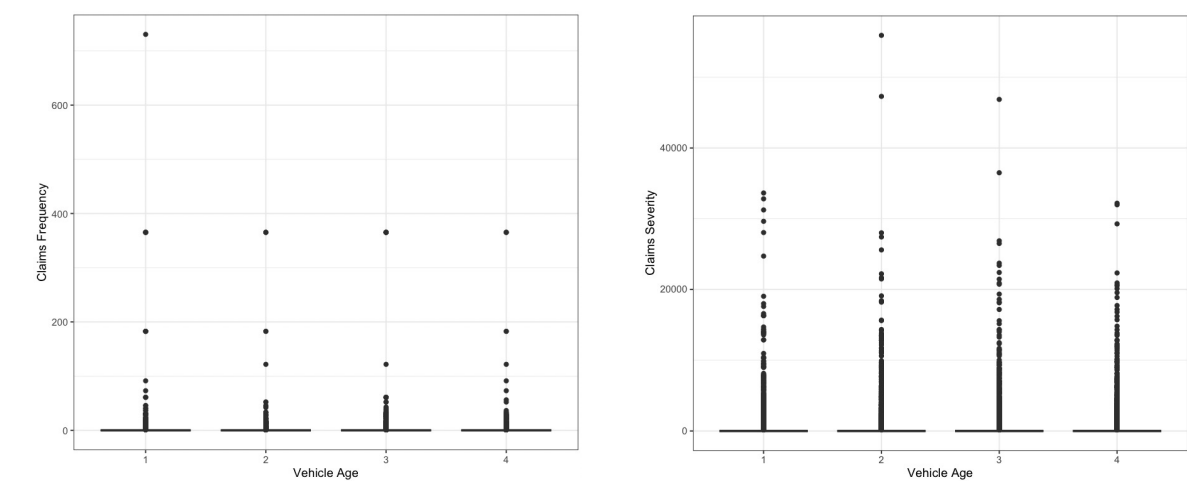 Claims Frequency
600
400
200
0
1 2 3 4
Vehicle Age
Claims Severity
40000
20000
0
1 2 3 4
Vehicle Age